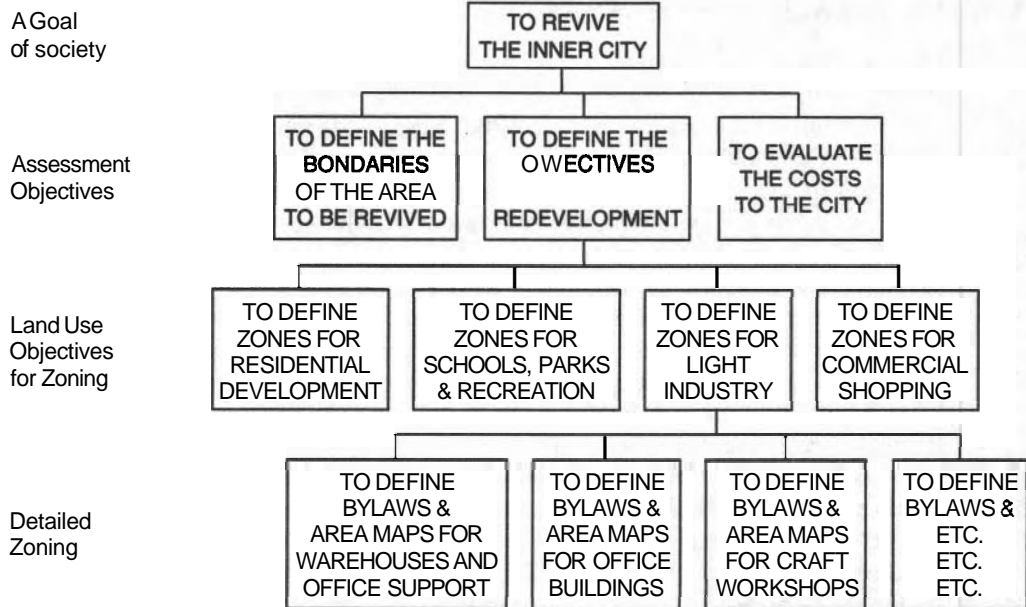 A Goal
of society
TO REVIVE
THE INNER CITY
Assessment
Objectives
TO DEFINE THE
BONDARIES
OF THE AREA
TO BE REVIVED
TO DEFINE THE
OWECTIVES
REDEVELOPMENT
TO EVALUATE
THE COSTS
TO THE CITY
Land Use
Objectives
for Zoning
TO DEFINE
ZONES FOR
RESIDENTIAL
DEVELOPMENT
TO DEFINE
ZONES FOR
SCHOOLS, PARKS
& RECREATION
TO DEFINE
ZONES FOR
LIGHT
INDUSTRY
TO DEFINE
ZONES FOR
COMMERCIAL
SHOPPING
Detailed
Zoning
TO DEFINE
BYLAWS &
AREA MAPS FOR
WAREHOUSES AND
OFFICE SUPPORT
TO DEFINE
BYLAWS &
AREA MAPS
FOR OFFICE
BUILDINGS
TO DEFINE
BYLAWS &
AREA MAPS
FOR CRAFT
WORKSHOPS
TO DEFINE
BYLAWS &
ETC.
ETC.
ETC.